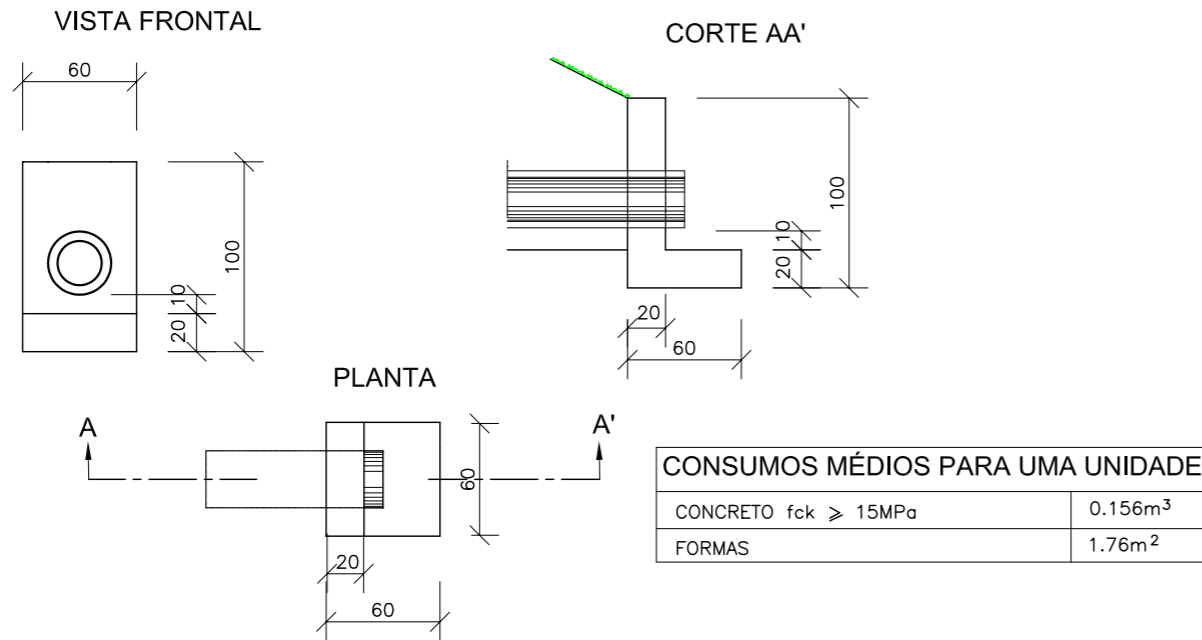 VISTA FRONTAL
60
100
10
20
CORTE AA'
100
10
20
20
60
PLANTA
A
A'
60
20
60
CONSUMOS MÉDIOS PARA UMA UNIDADE
CONCRETO fck ⩾ 15MPa 0.156m³
FORMAS 1.76m²